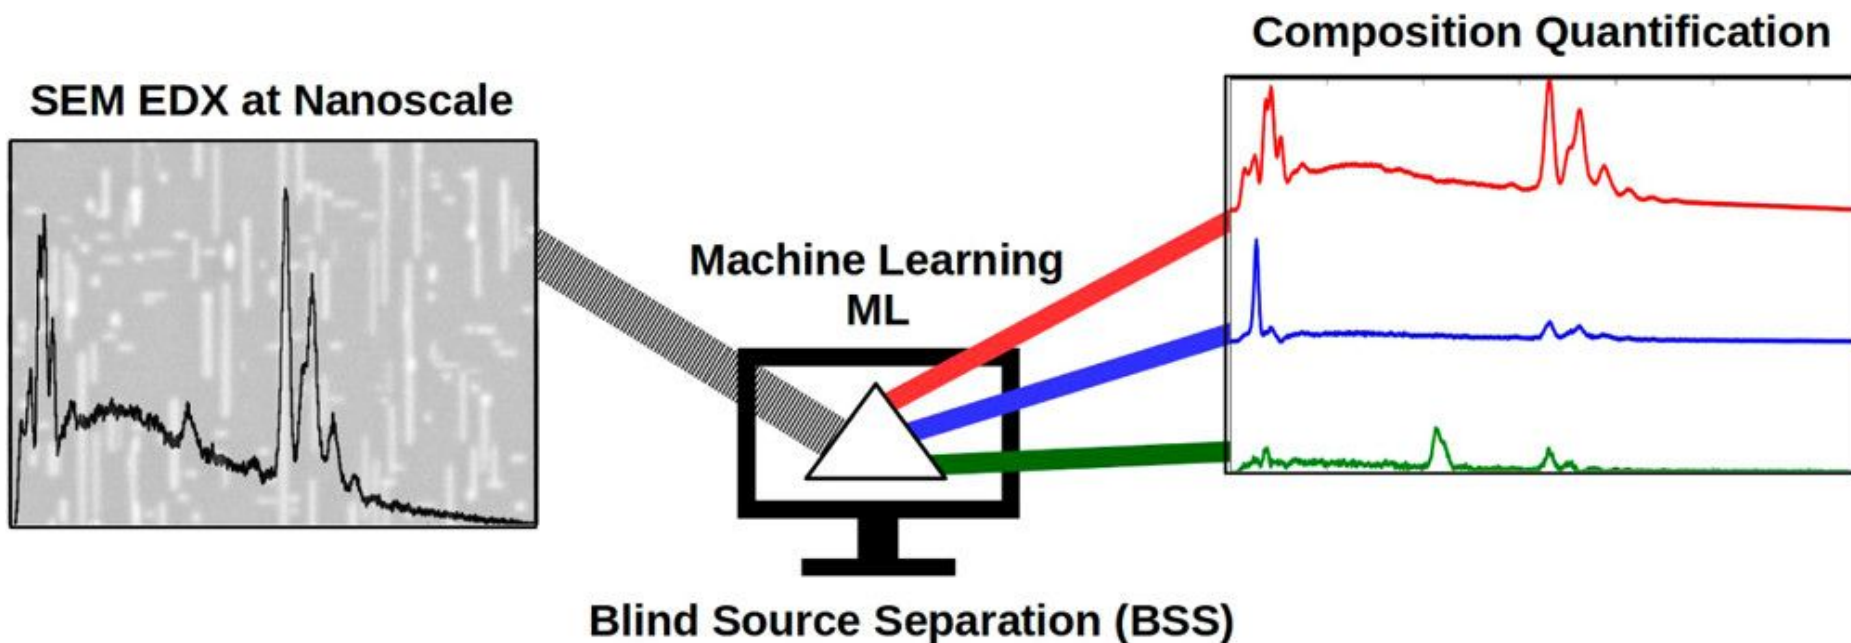 SEM EDX at Nanoscale
Machine Learning
ML
Blind Source Separation (BSS)
Composition Quantification